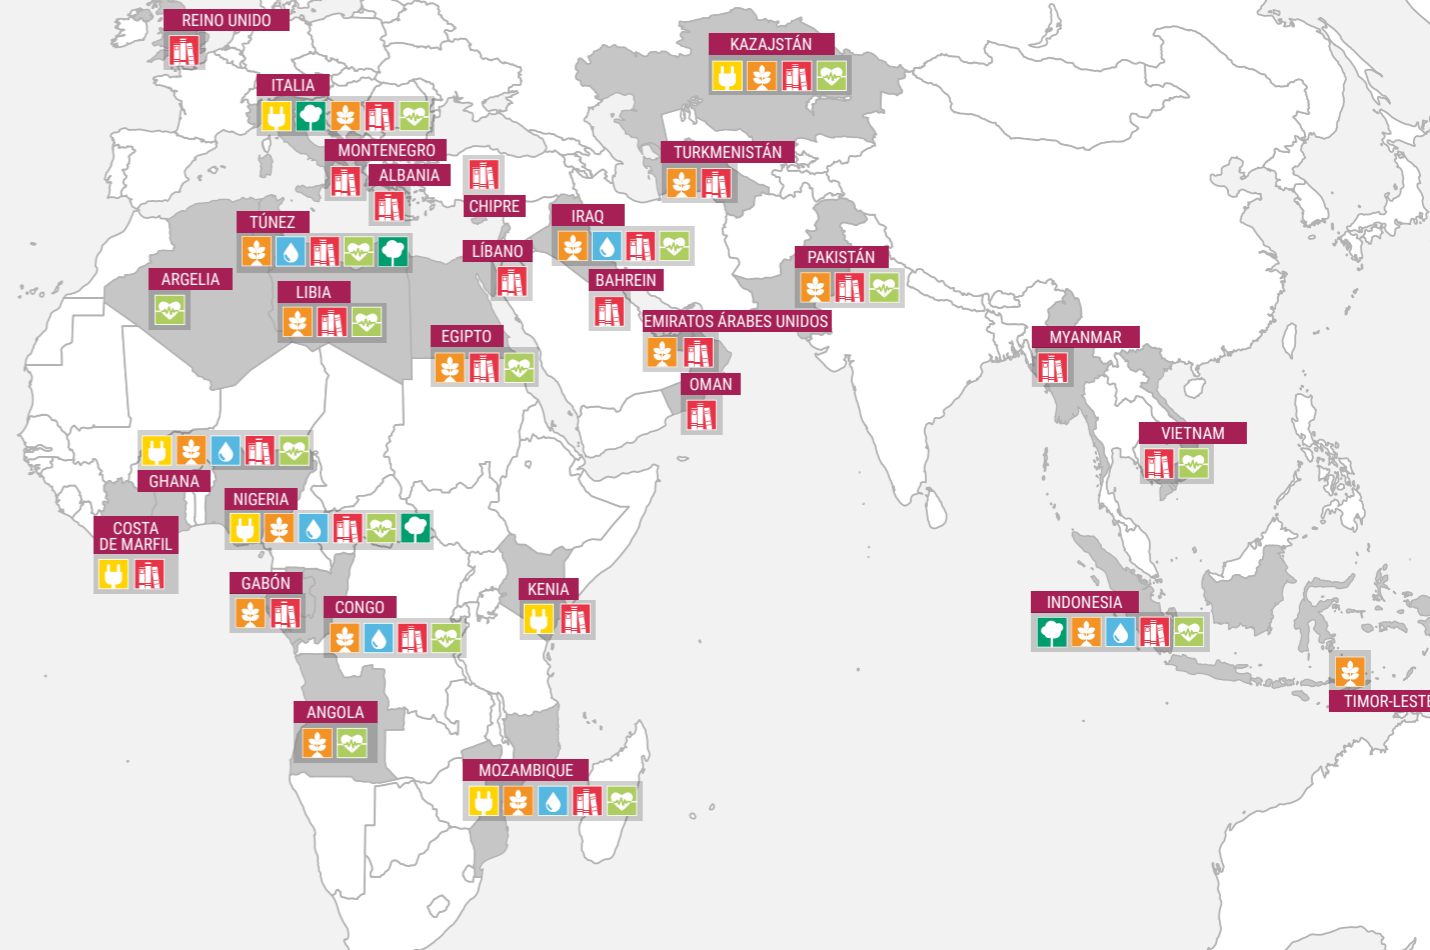 REINO UNIDO
KAZAJSTÁN
ITALIA
MONTENEGRO
TURKMENISTÁN
ALBANIA
CHIPRE
TÚNEZ
IRAQ
LÍBANO
PAKISTÁN
ARGELIA
BAHREIN
LIBIA
EMIRATOS ÁRABES UNIDOS
EGIPTO
MYANMAR
OMAN
VIETNAM
GHANA
NIGERIA
COSTA
DE MARFIL
GABÓN
KENIA
CONGO
INDONESIA
TIMOR-LESTE
ANGOLA
MOZAMBIQUE